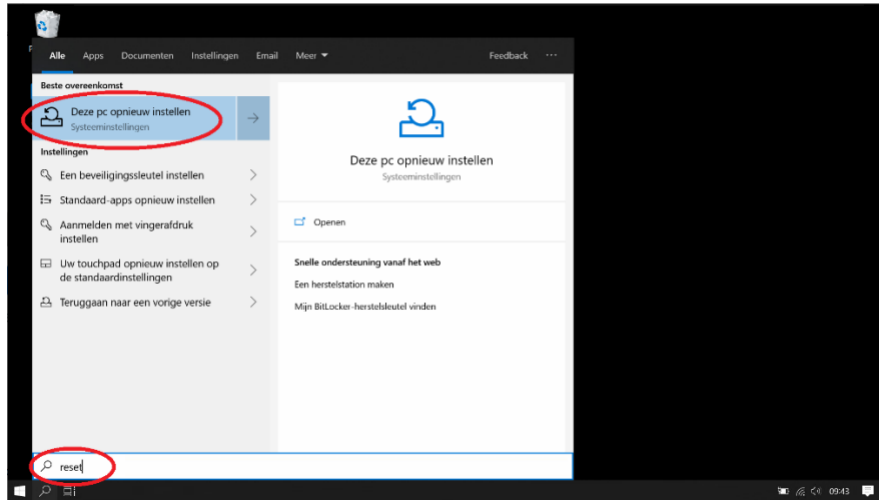 Alle Apps Documenten Instellingen Email Meer Feedback ...
Beste overeenkomst
Deze pc opnieuw instellen
Systeeminstellingen
Instellingen
Een beveiligingssleutel instellen
Standaard-apps opnieuw instellen
Aanmelden met vingerafdruk
instellen
Uw touchpad opnieuw instellen op
de standaardinstellingen
Teruggaan naar een vorige versie
Deze pc opnieuw instellen
Systeeminstellingen
Openen
Snelle ondersteuning vanaf het web
Een herstelstation maken
Mijn BitLocker-herstelsleutel vinden
reset
09:43